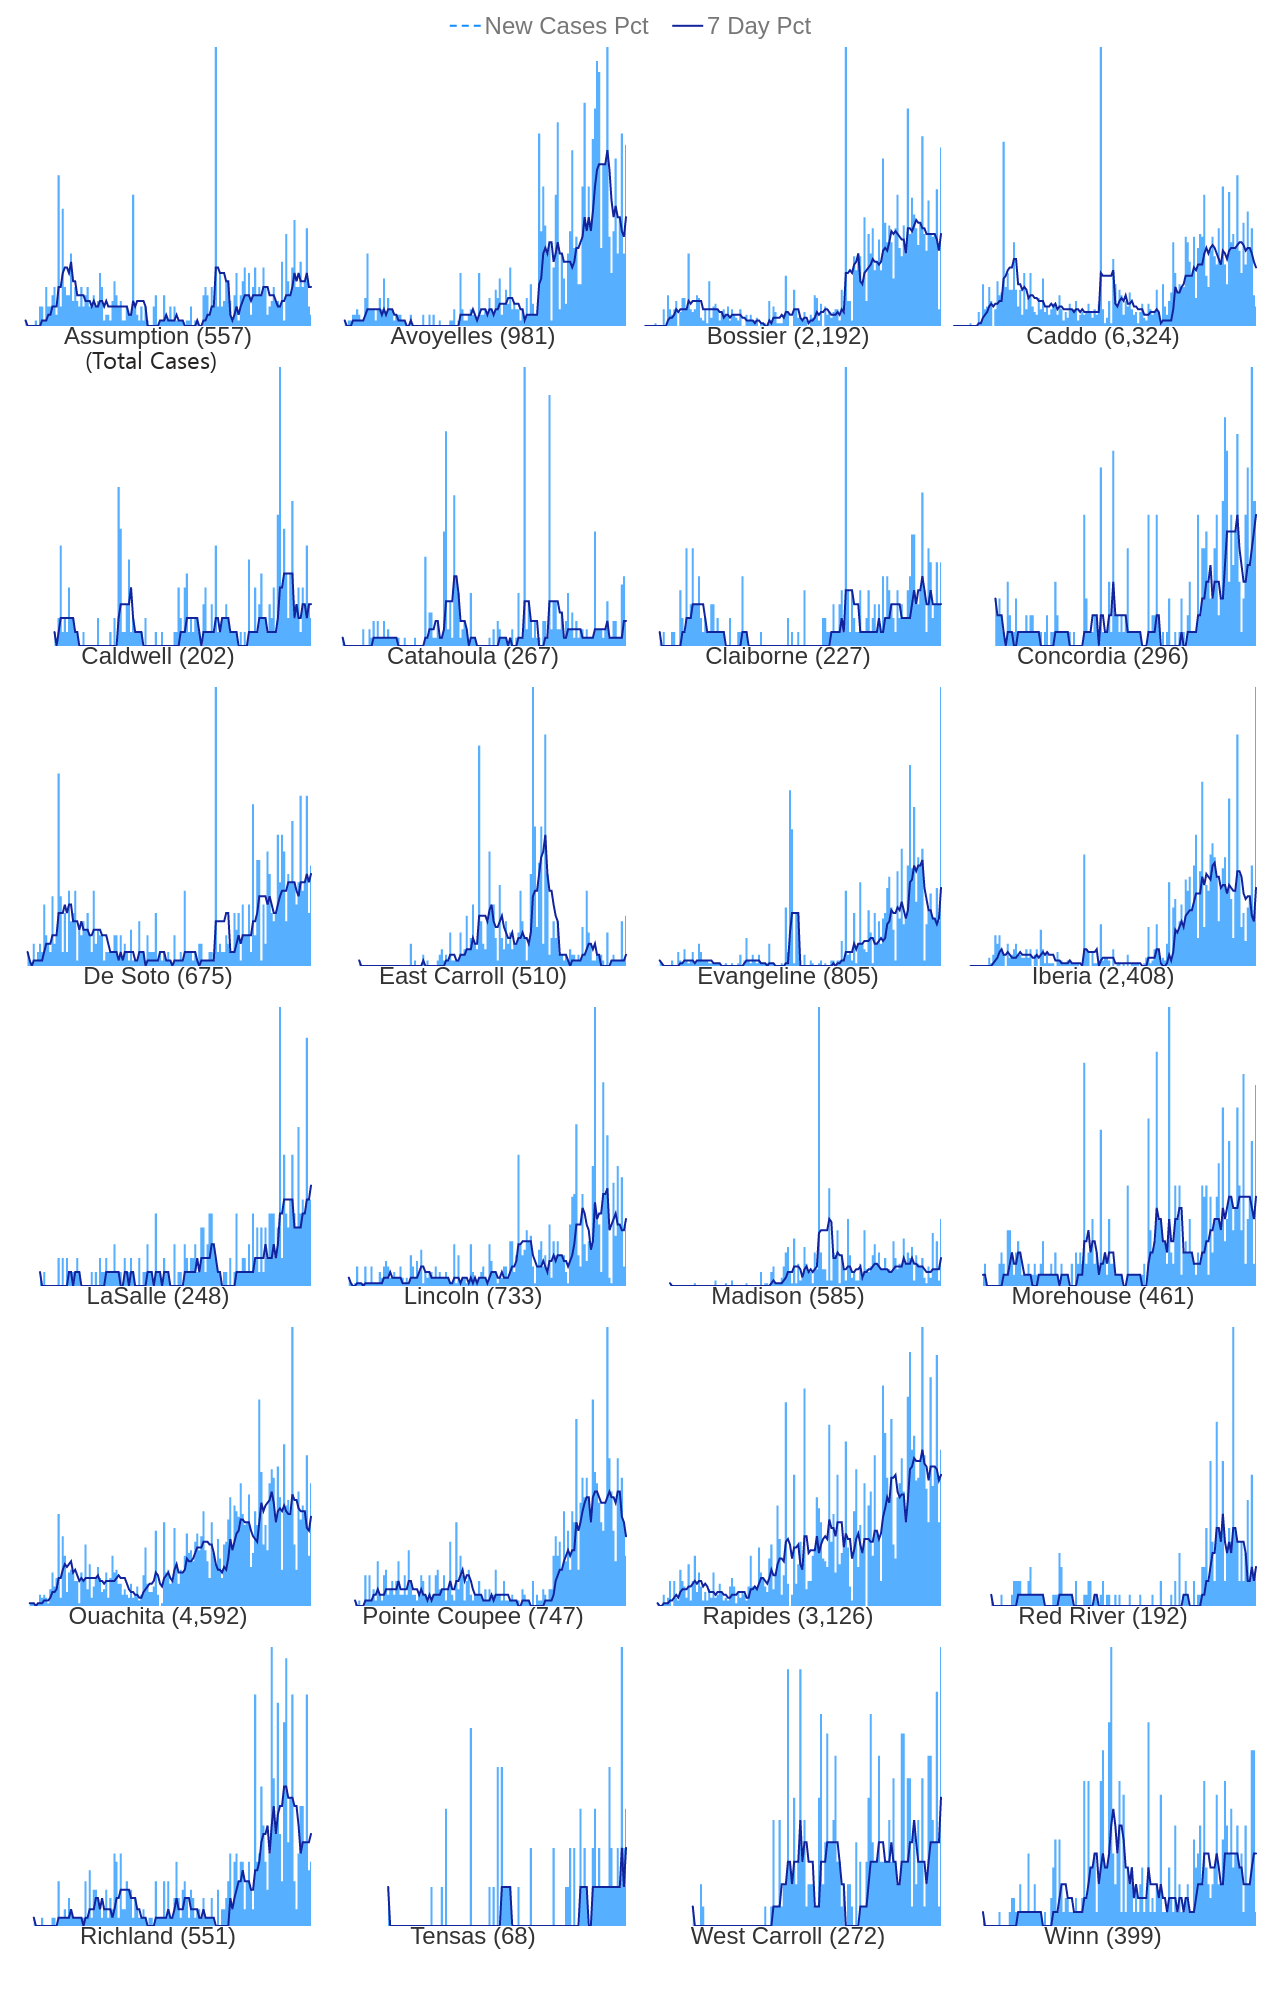 New Cases Pct 7 Day Pct
Assumption (557) Avoyelles (981) Bossier (2,192) Caddo (6,324)
(Total Cases)
Caldwell (202) Catahoula (267) Claiborne (227) Concordia (296)
De Soto (675) East Carroll (510) Evangeline (805) Iberia (2,408)
LaSalle (248) Lincoln (733) Madison (585) Morehouse (461)
Ouachita (4,592) Pointe Coupee (747) Rapides (3,126) Red River (192)
Richland (551) Tensas (68) West Carroll (272) Winn (399)